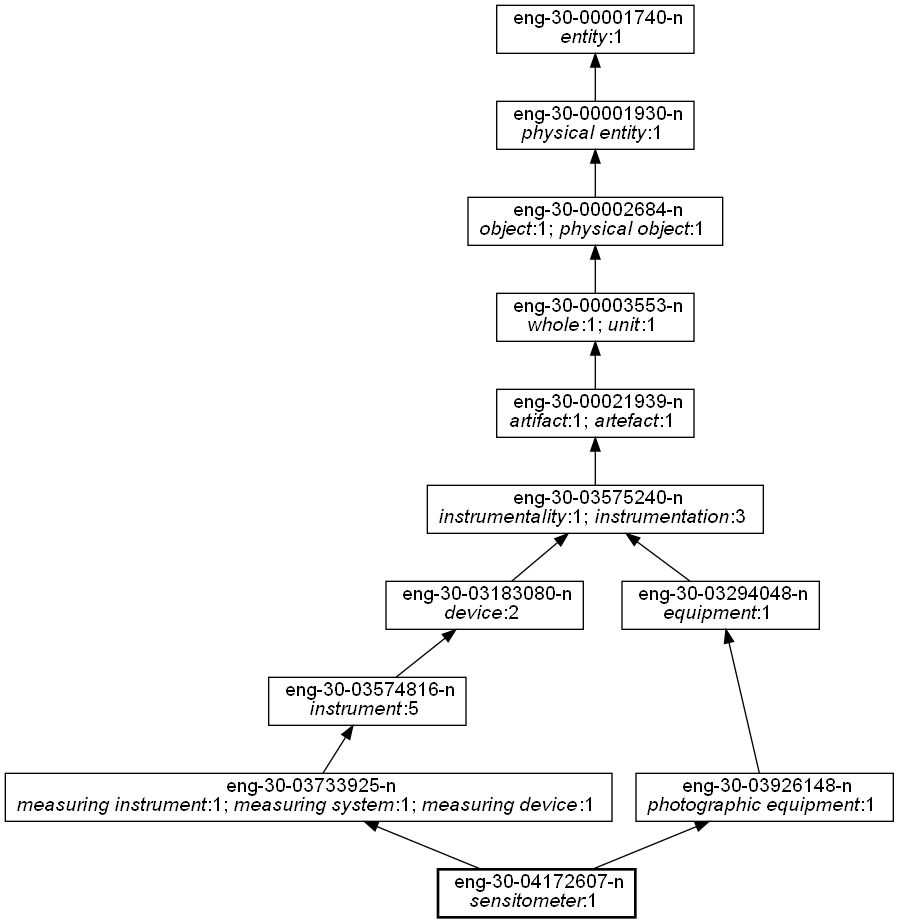 eng-30-00001740-n
entity:1
eng-30-00001930-n
physical entity:1
eng-30-00002684-n
object:1; physical object:1
eng-30-00003553-n
whole:1; unit:1
eng-30-00021939-n
artifact:1; artefact:1
eng-30-03575240-n
instrumentality:1; instrumentation:3
eng-30-03183080-n
device:2
eng-30-03294048-n
equipment:1
eng-30-03574816-n
instrument:5
eng-30-03733925-n
measuring instrument:1; measuring system:1; measuring device:1
eng-30-03926148-n
photographic equipment:1
eng-30-04172607-n
sensitometer:1